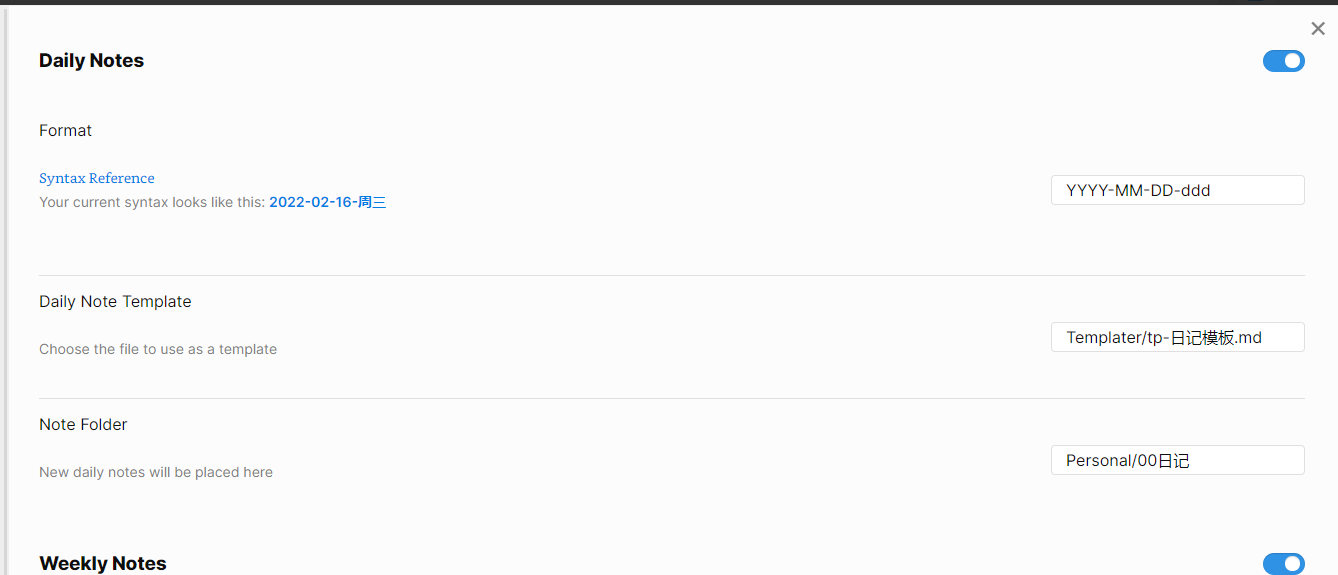 Daily Notes
Format
Syntax Reference
Your current syntax looks like this: 2022-02-16-周三
YYYY-MM-DD-ddd
Daily Note Template
Choose the file to use as a template
Templater/tp-日记模板.md
Note Folder
New daily notes will be placed here
Personal/00日记
Weekly Notes